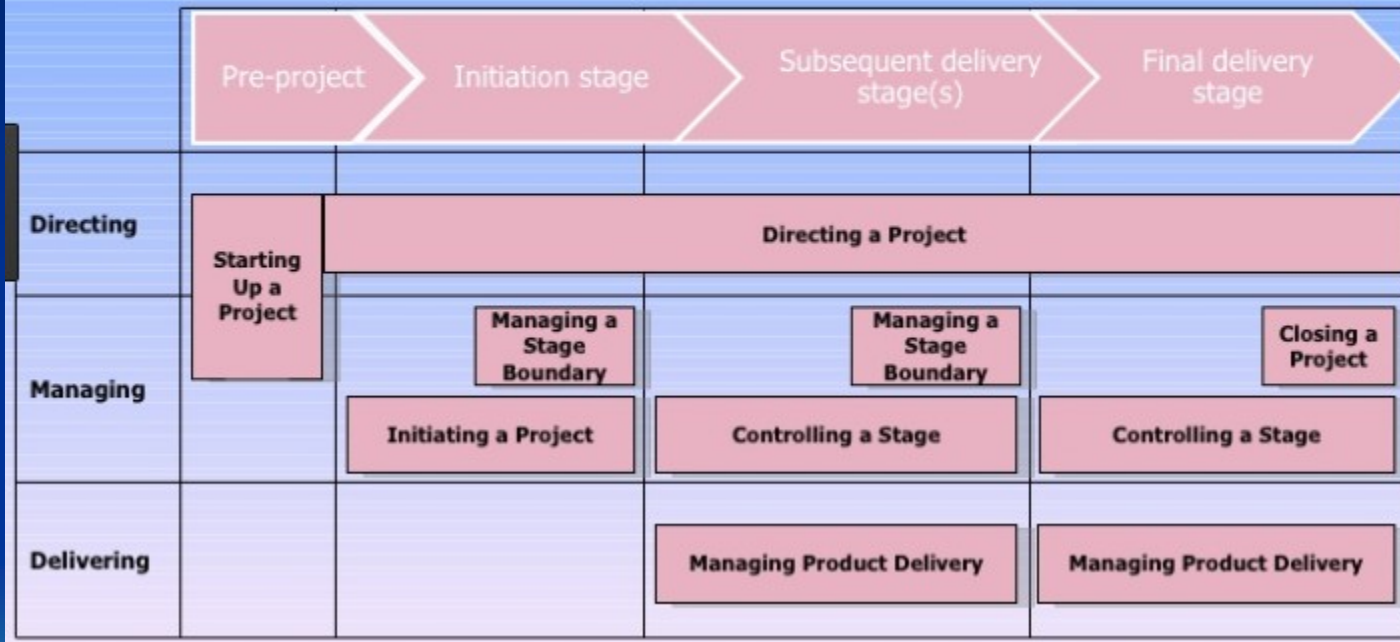 Pre-project
Initiation stage
Subsequent delivery
stage(s)
Final delivery
stage
Directing
Starting
Up a
Project
Directing a Project
Managing
Managing a
Stage
Boundary
Managing a
Stage
Boundary
Closing a
Project
Initiating a Project
Controlling a Stage
Controlling a Stage
Delivering
Managing Product Delivery
Managing Product Delivery